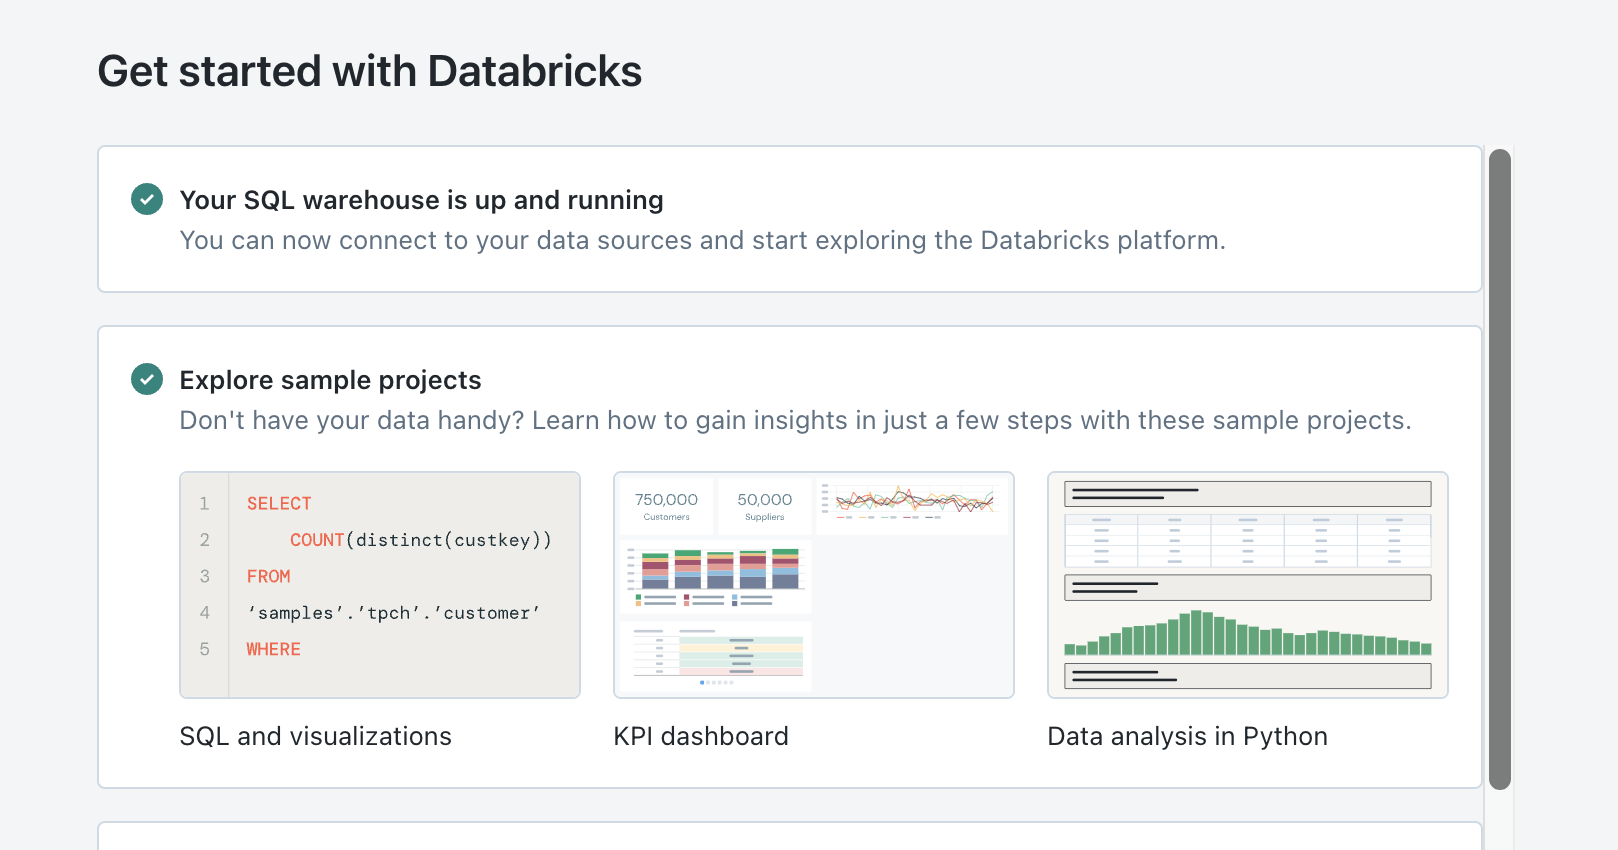 Get started with Databricks
Your SQL warehouse is up and running
You can now connect to your data sources and start exploring the Databricks platform.
Explore sample projects
Don't have your data handy? Learn how to gain insights in just a few steps with these sample projects.
1 SELECT
2 COUNT(distinct(custkey))
3 FROM
4 ‘samples’.’tpch’.’customer’
5 WHERE
750,000
Customers
50,000
Suppliers
SQL and visualizations
KPI dashboard
Data analysis in Python